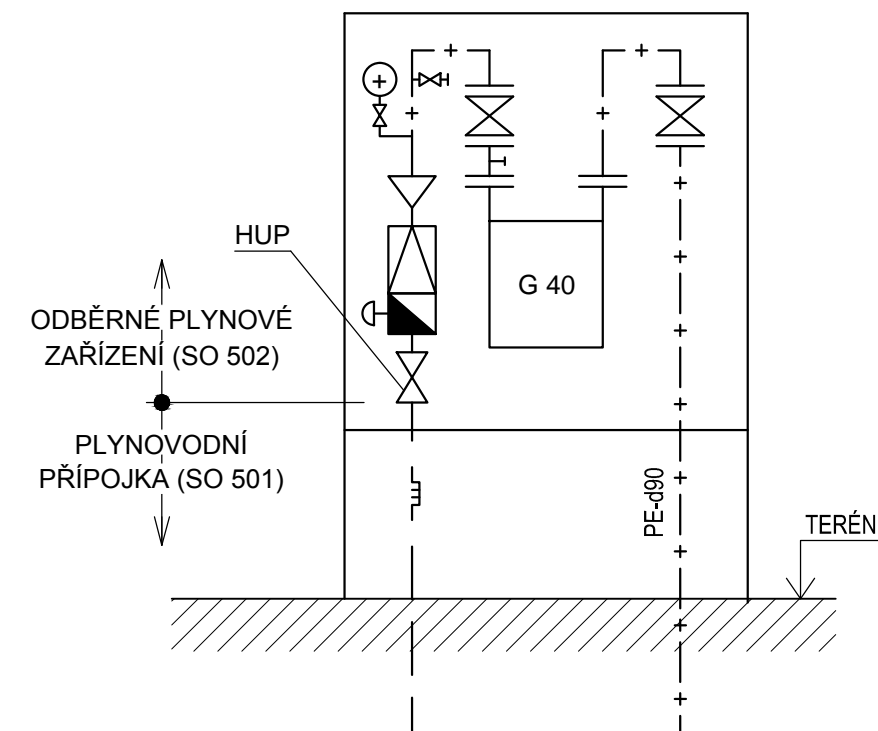 HUP
G 40
ODBĚRNÉ PLYNOVÉ
ZAŘÍZENÍ (SO 502)
PLYNOVODNÍ
PŘÍPOJKA (SO 501)
PE-d90
TERÉN